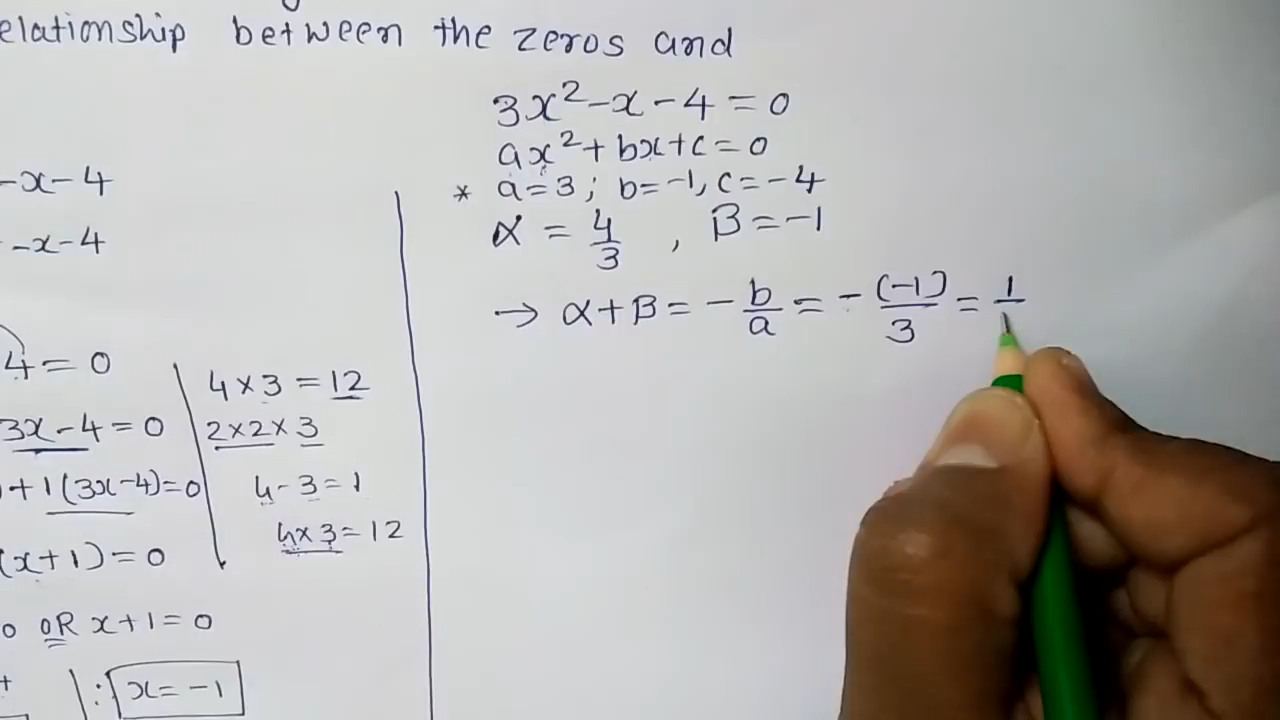 elationship between the zeros and
3x²-x-4=0
ax²+bx+c=0
* a=3; b=-1, c=-4
α = 4/3 , β=-1
→ α+β = -b/a = -(-1)/3 = 1/
-x-4
-x-4
4=0
3x-4=0
+1(3x-4)=0
(x+1)=0
0 OR x+1=0
∴ x=-1
4×3=12
2×2×3
4-3=1
4×3=12